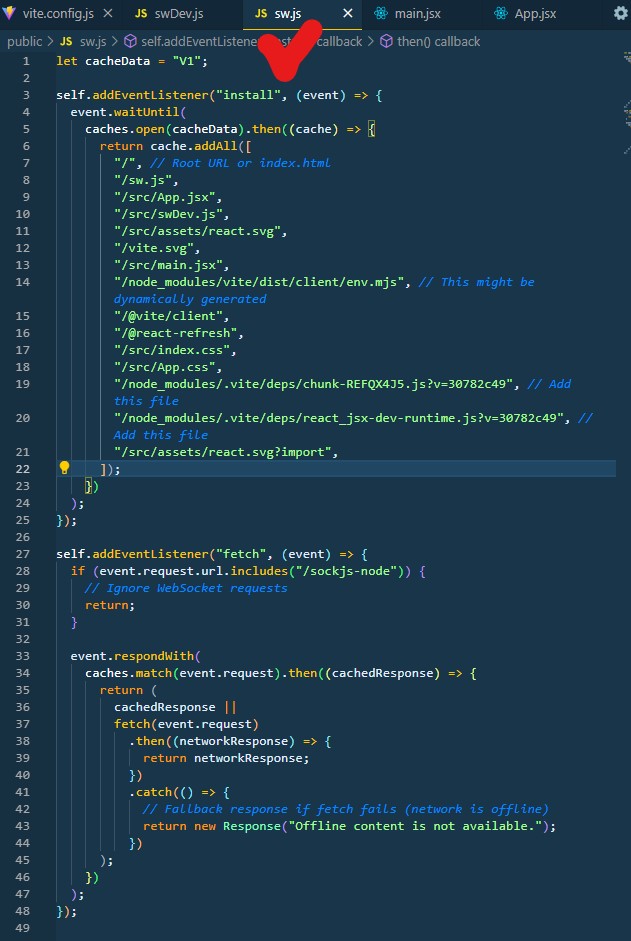 vite.config.js
JS swDev.js
JS sw.js
main.jsx
App.jsx
public > JS sw.js > self.addEventListene callback > then() callback
1 let cacheData = "V1";
2
3 self.addEventListener("install", (event) => {
4 event.waitUntil(
5 caches.open(cacheData).then((cache) => {
6 return cache.addAll([
7 "/", // Root URL or index.html
8 "/sw.js",
9 "/src/App.jsx",
10 "/src/swDev.js",
11 "/src/assets/react.svg",
12 "/vite.svg",
13 "/src/main.jsx",
14 "/node_modules/vite/dist/client/env.mjs", // This might be
dynamically generated
15 "/@vite/client",
16 "/@react-refresh",
17 "/src/index.css",
18 "/src/App.css",
19 "/node_modules/.vite/deps/chunk-REFQX4J5.js?v=30782c49", // Add
this file
20 "/node_modules/.vite/deps/react_jsx-dev-runtime.js?v=30782c49", //
Add this file
21 "/src/assets/react.svg?import",
22 ]);
23 })
24 );
25 });
26
27 self.addEventListener("fetch", (event) => {
28 if (event.request.url.includes("/sockjs-node")) {
29 // Ignore WebSocket requests
30 return;
31 }
32
33 event.respondWith(
34 caches.match(event.request).then((cachedResponse) => {
35 return (
36 cachedResponse ||
37 fetch(event.request)
38 .then((networkResponse) => {
39 return networkResponse;
40 })
41 .catch(() => {
42 // Fallback response if fetch fails (network is offline)
43 return new Response("Offline content is not available.");
44 })
45 );
46 })
47 );
48 });
49